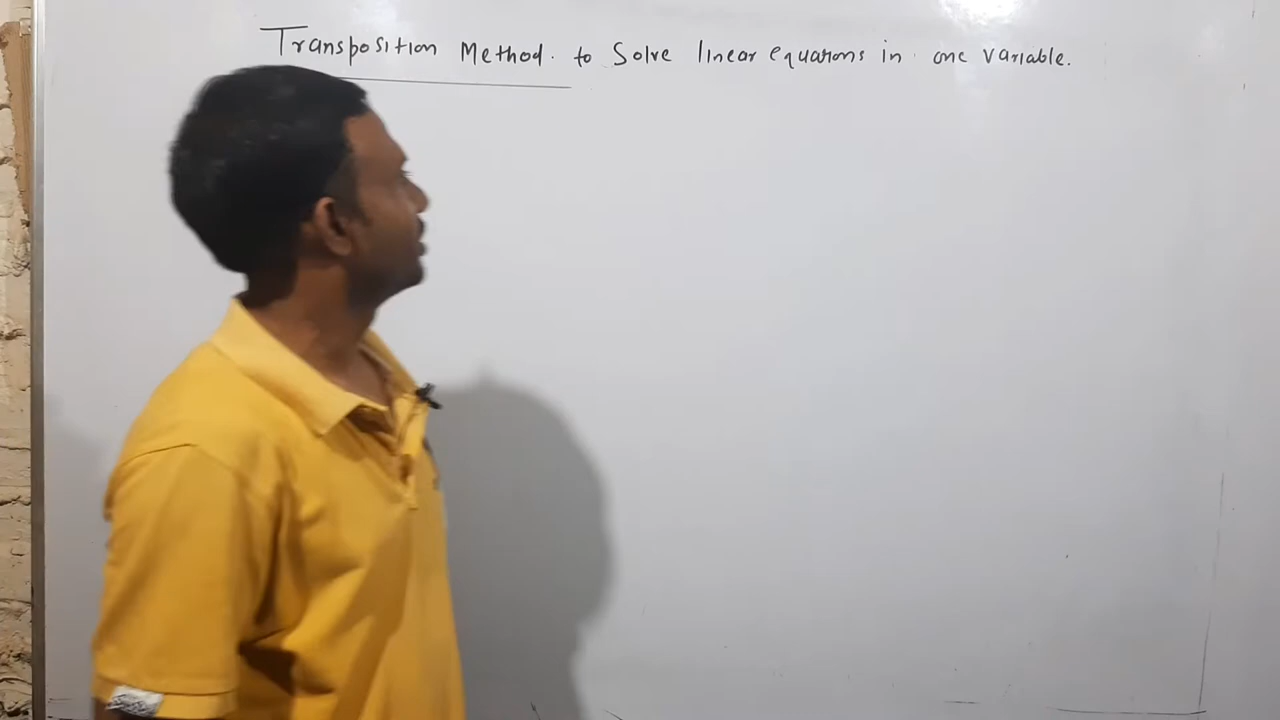 Transposition Method. to Solve linear equations in one variable.